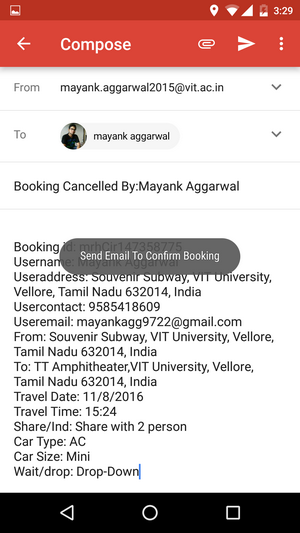 3:29
Compose
From mayank.aggarwal2015@vit.ac.in
To mayank aggarwal
Booking Cancelled By:Mayank Aggarwal
Booking id:
Send Email To Confirm Booking
Username: Mayank Aggarwal
Useraddress: Souvenir Subway, VIT University,
Vellore, Tamil Nadu 632014, India
Usercontact: 9585418609
Useremail: mayankagg9722@gmail.com
From: Souvenir Subway, VIT University, Vellore,
Tamil Nadu 632014, India
To: TT Amphitheater,VIT University, Vellore,
Tamil Nadu 632014, India
Travel Date: 11/8/2016
Travel Time: 15:24
Share/Ind: Share with 2 person
Car Type: AC
Car Size: Mini
Wait/drop: Drop-Down